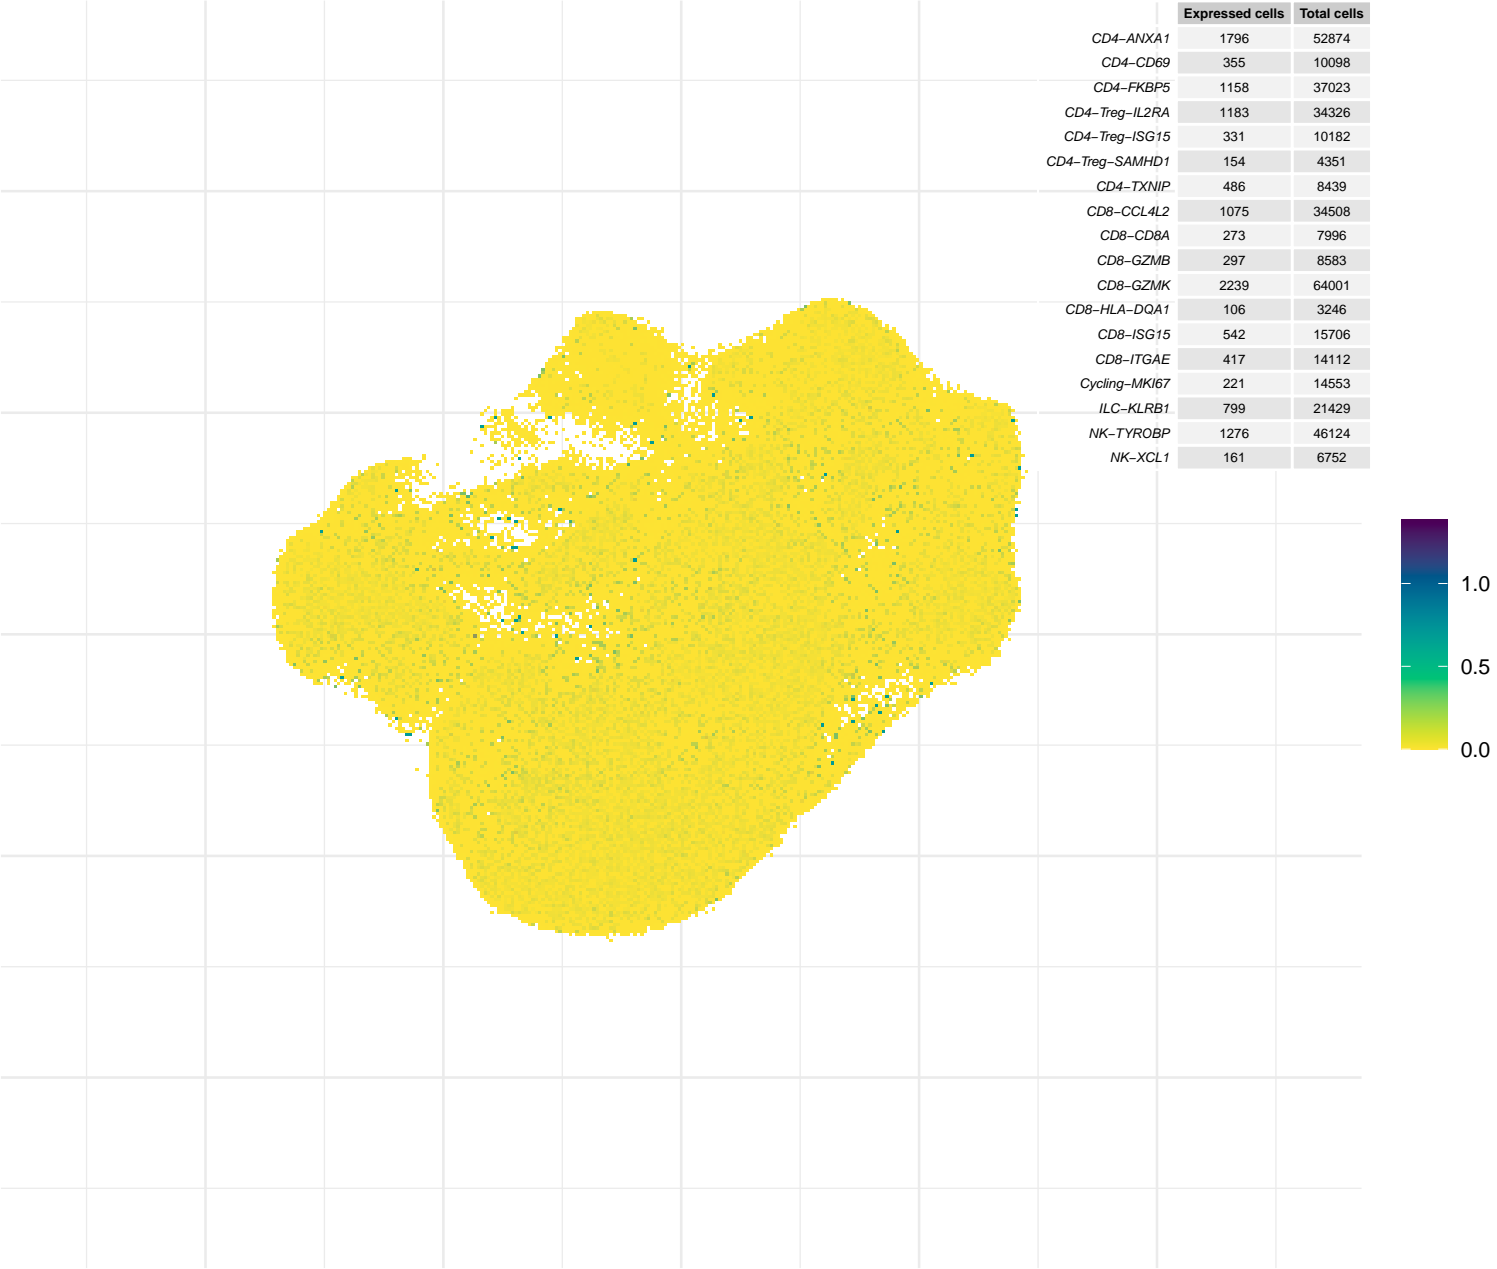 Expressed cells Total cells
CD4−ANXA1 1796 52874
CD4−CD69 355 10098
CD4−FKBP5 1158 37023
CD4−Treg−IL2RA 1183 34326
CD4−Treg−ISG15 331 10182
CD4−Treg−SAMHD1 154 4351
CD4−TXNIP 486 8439
CD8−CCL4L2 1075 34508
CD8−CD8A 273 7996
CD8−GZMB 297 8583
CD8−GZMK 2239 64001
CD8−HLA−DQA1 106 3246
CD8−ISG15 542 15706
CD8−ITGAE 417 14112
Cycling−MKI67 221 14553
ILC−KLRB1 799 21429
NK−TYROBP 1276 46124
NK−XCL1 161 6752
1.0
0.5
0.0